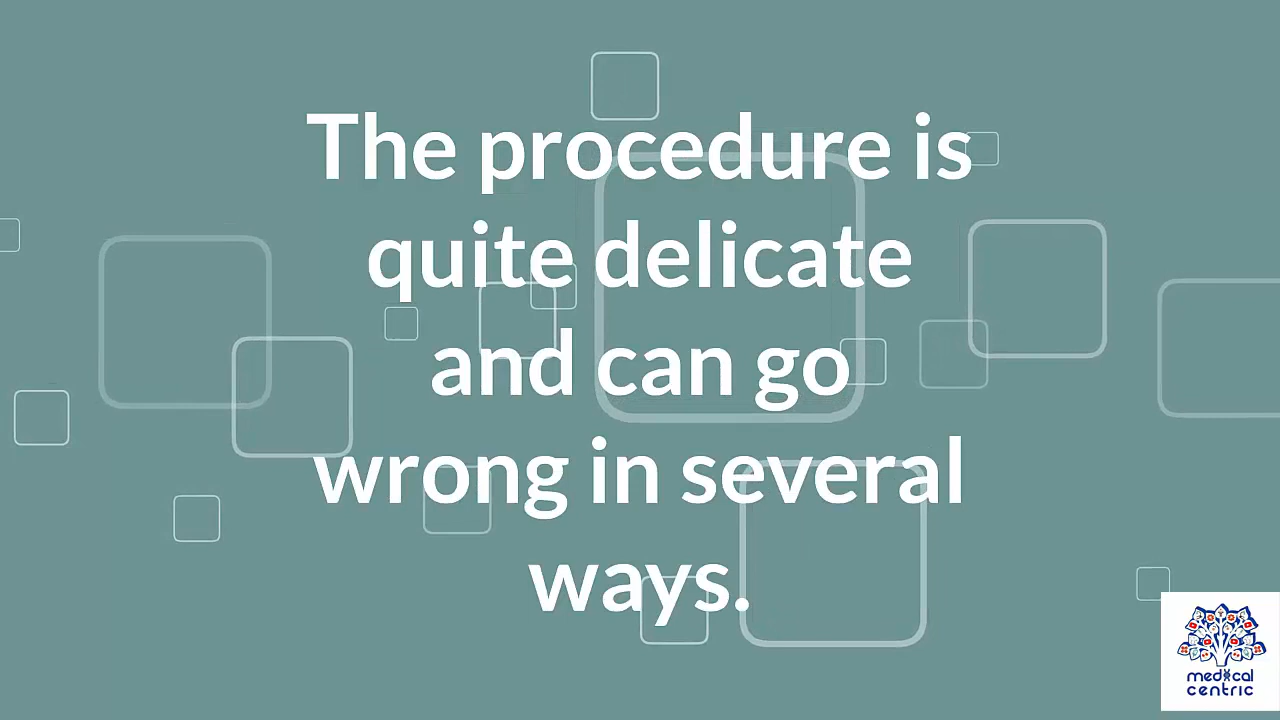 The procedure is
quite delicate
and can go
wrong in several
ways.
medical
centric